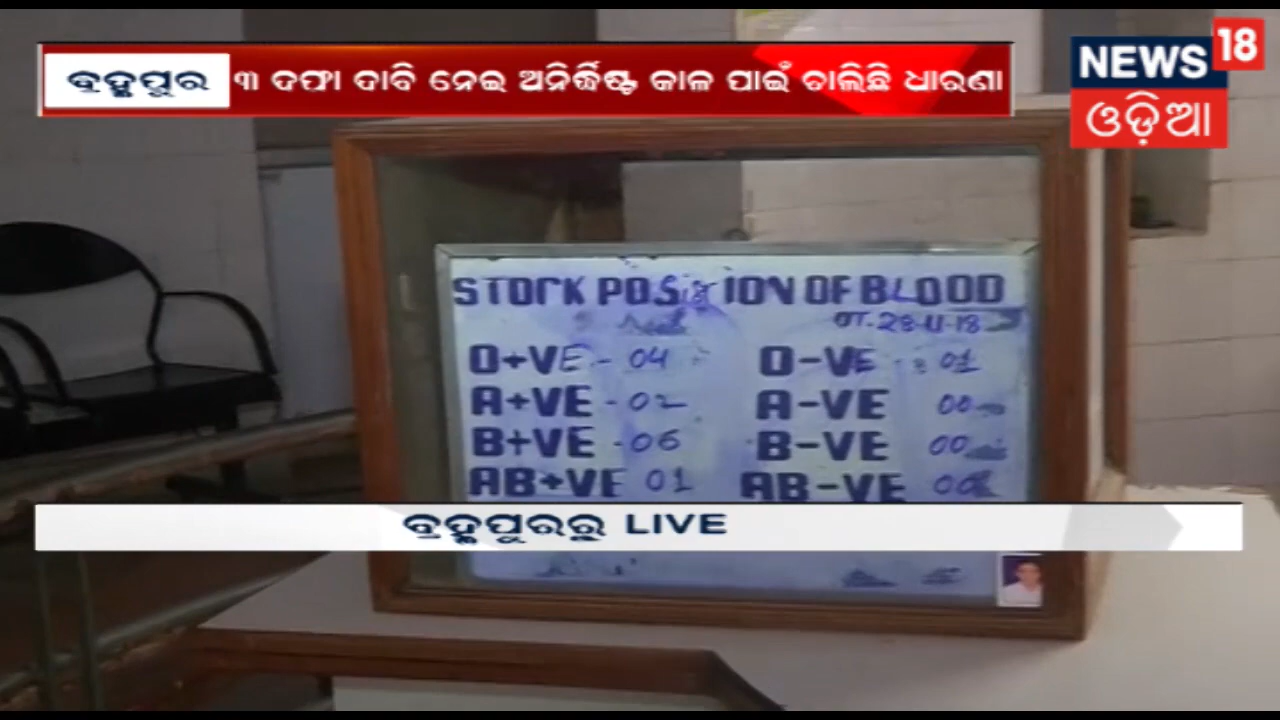 ବ୍ରହ୍ମପୁର ୩ ଦଫା ଦାବି ନେଇ ଅନିର୍ଦ୍ଧିଷ୍ଟ କାଳ ପାଇଁ ଚାଲିଛି ଧାରଣା
NEWS 18
ଓଡ଼ିଆ
STOCK POSITION OF BLOOD
28-11-18
O+VE - 04 O-VE - 01
A+VE - 02 A-VE 00
B+VE - 06 B-VE 00
AB+VE 01 AB-VE 00
ବ୍ରହ୍ମପୁରରୁ LIVE